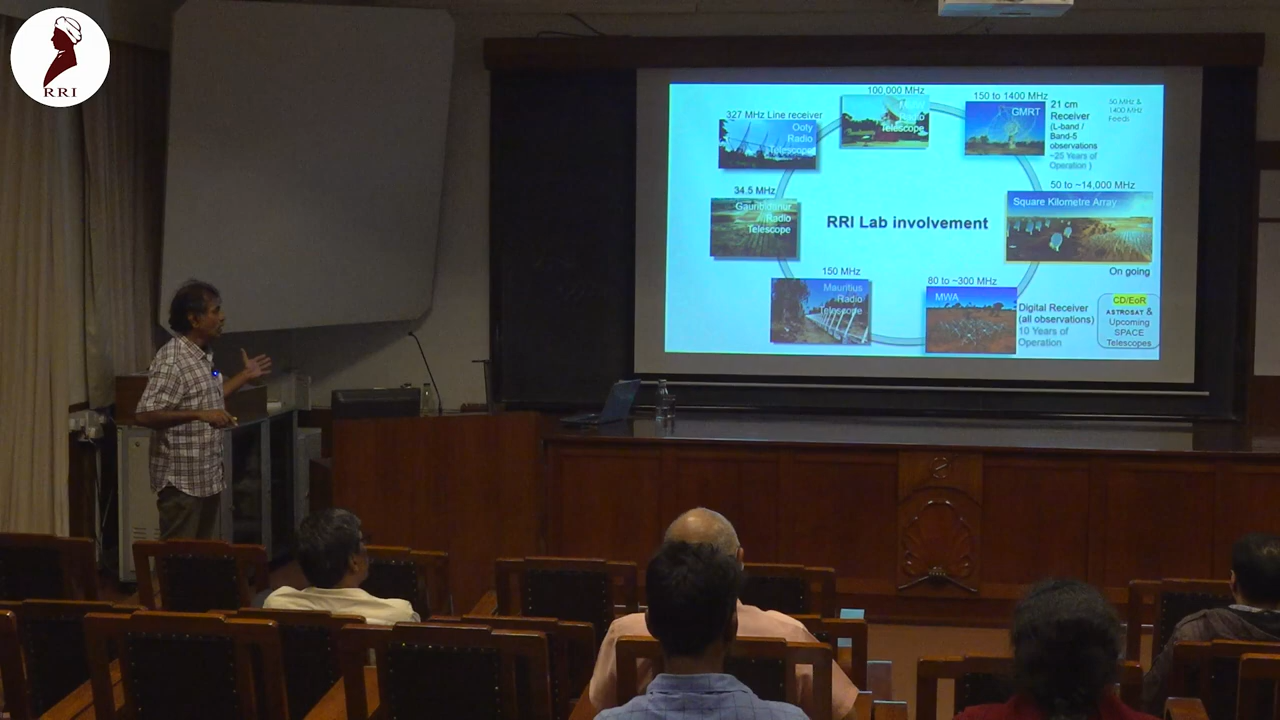 RRI
100,000 MHz
Radio
Telescope
150 to 1400 MHz
GMRT
21 cm
Receiver
(L-band /
Band-5
observations
~25 Years of
Operation )
50 MHz &
1400 MHz
Feeds
327 MHz Line receiver
Ooty
Radio
Telescope
34.5 MHz
Gauribidanur
Radio
Telescope
RRI Lab involvement
50 to ~14,000 MHz
Square Kilometre Array
On going
150 MHz
Mauritius
Radio
Telescope
80 to ~300 MHz
MWA
Digital Receiver
(all observations)
10 Years of
Operation
CD/EoR
ASTROSAT &
Upcoming
SPACE
Telescopes